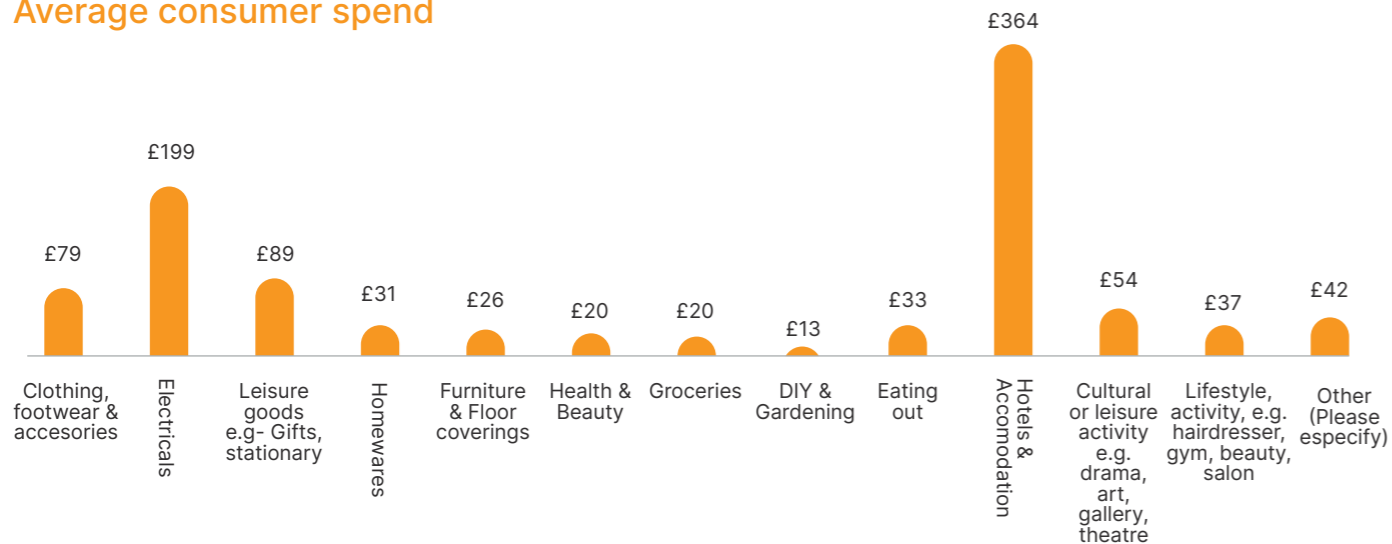 Average consumer spend
£79
£199
£89
£31
£26
£20
£20
£13
£33
£364
£54
£37
£42
Clothing,
footwear &
accesories
Electricals
Leisure
goods
e.g- Gifts,
stationary
Homewares
Furniture
& Floor
coverings
Health &
Beauty
Groceries
DIY &
Gardening
Eating
out
Hotels &
Accomodation
Cultural
or leisure
activity
e.g.
drama,
art,
gallery,
theatre
Lifestyle,
activity, e.g.
hairdresser,
gym, beauty,
salon
Other
(Please
especify)